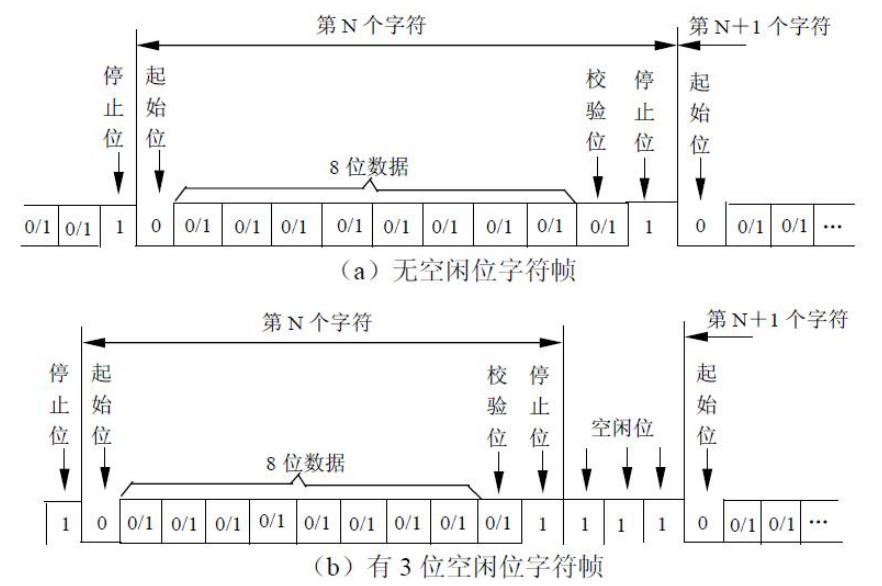 第 N 个字符
第 N＋1 个字符
停止位
起始位
校验位
停止位
起始位
8 位数据
0/1 0/1 1 0 0/1 0/1 0/1 0/1 0/1 0/1 0/1 0/1 0/1 1 0 0/1 0/1 ···
（a）无空闲位字符帧
第 N 个字符
第 N＋1 个字符
停止位
起始位
校验位
停止位
空闲位
起始位
8 位数据
1 0 0/1 0/1 0/1 0/1 0/1 0/1 0/1 0/1 0/1 1 1 1 1 0 0/1 0/1 ···
（b）有 3 位空闲位字符帧